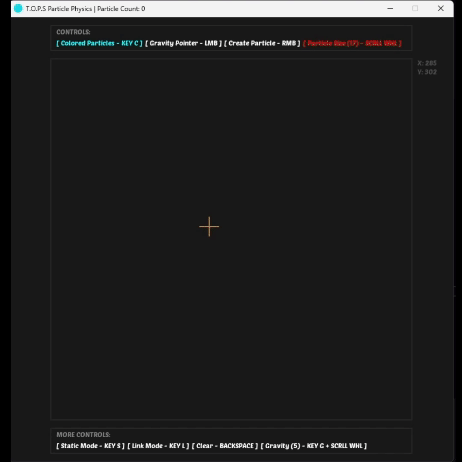 T.O.P.S Particle Physics | Particle Count: 0
CONTROLS:
[ Colored Particles - KEY C ] [ Gravity Pointer - LMB ] [ Create Particle - RMB ] [ Particle Size (17) - SCRLL WHL ]
X: 285
Y: 302
MORE CONTROLS:
[ Static Mode - KEY S ] [ Link Mode - KEY L ] [ Clear - BACKSPACE ] [ Gravity (5) - KEY G + SCRLL WHL ]